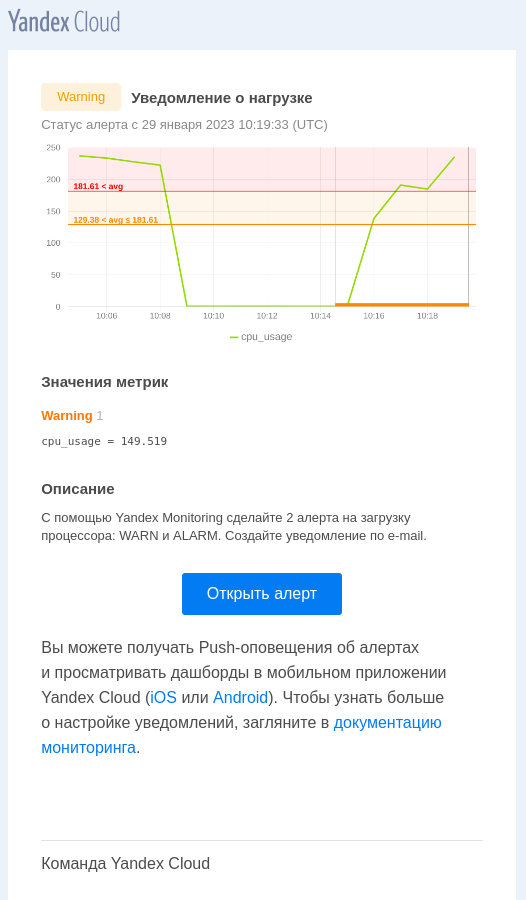 Yandex Cloud
Warning Уведомление о нагрузке
Статус алерта с 29 января 2023 10:19:33 (UTC)
250
200
181.61 < avg
150
129.38 < avg ≤ 181.61
100
50
0
10:06 10:08 10:10 10:12 10:14 10:16 10:18
cpu_usage
Значения метрик
Warning 1
cpu_usage = 149.519
Описание
С помощью Yandex Monitoring сделайте 2 алерта на загрузку
процессора: WARN и ALARM. Создайте уведомление по e-mail.
Открыть алерт
Вы можете получать Push-оповещения об алертах
и просматривать дашборды в мобильном приложении
Yandex Cloud (iOS или Android). Чтобы узнать больше
о настройке уведомлений, загляните в документацию
мониторинга.
Команда Yandex Cloud